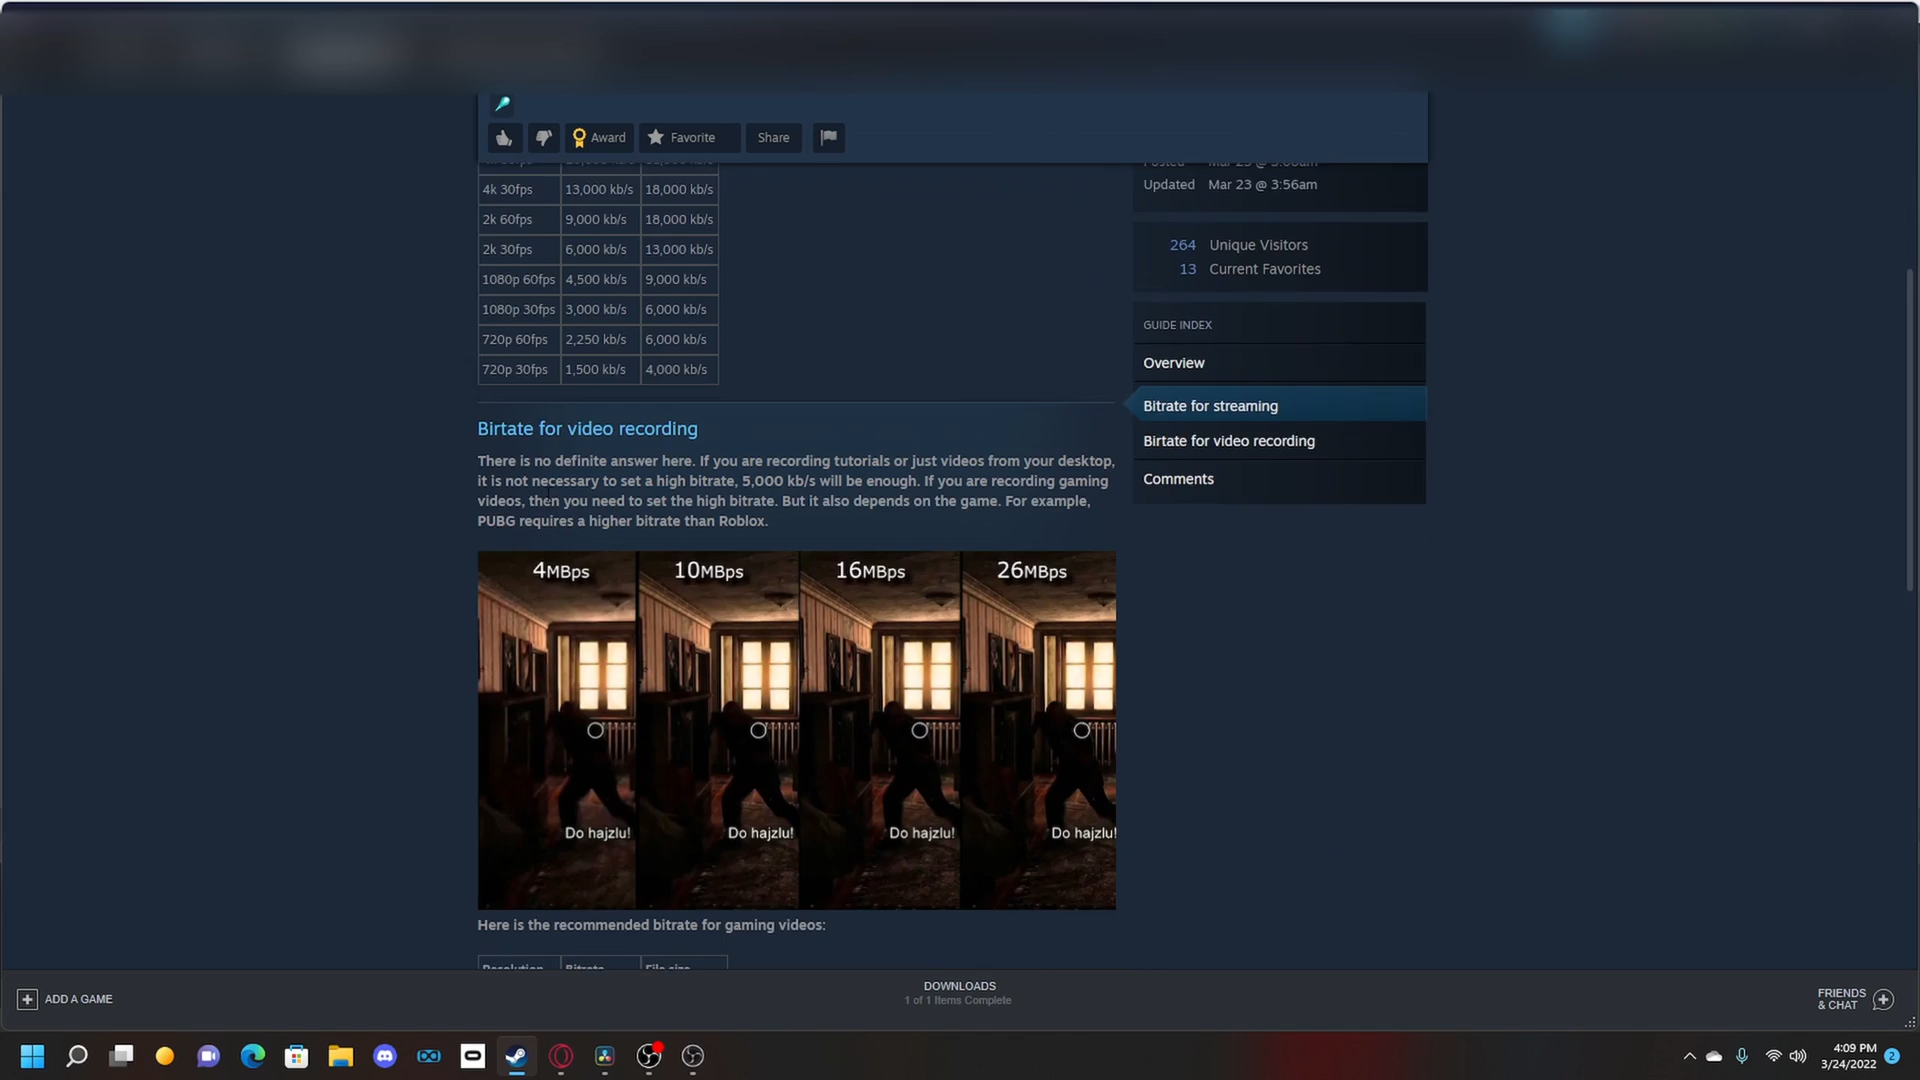 Award
Favorite
Share
4k 30fps 13,000 kb/s 18,000 kb/s
2k 60fps 9,000 kb/s 18,000 kb/s
2k 30fps 6,000 kb/s 13,000 kb/s
1080p 60fps 4,500 kb/s 9,000 kb/s
1080p 30fps 3,000 kb/s 6,000 kb/s
720p 60fps 2,250 kb/s 6,000 kb/s
720p 30fps 1,500 kb/s 4,000 kb/s
Birtate for video recording
There is no definite answer here. If you are recording tutorials or just videos from your desktop,
it is not necessary to set a high bitrate, 5,000 kb/s will be enough. If you are recording gaming
videos, then you need to set the high bitrate. But it also depends on the game. For example,
PUBG requires a higher bitrate than Roblox.
4MBps 10MBps 16MBps 26MBps
Do hajzlu! Do hajzlu! Do hajzlu! Do hajzlu!
Here is the recommended bitrate for gaming videos:
Resolution Bitrate File size
Posted
Updated Mar 23 @ 3:56am
264 Unique Visitors
13 Current Favorites
GUIDE INDEX
Overview
Bitrate for streaming
Birtate for video recording
Comments
ADD A GAME
DOWNLOADS
1 of 1 Items Complete
FRIENDS
& CHAT
4:09 PM
3/24/2022
2